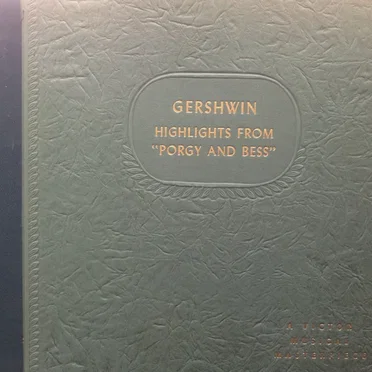 GERSHWIN
HIGHLIGHTS FROM
"PORGY AND BESS"
A VICTOR
MUSICAL
MASTERPIECE